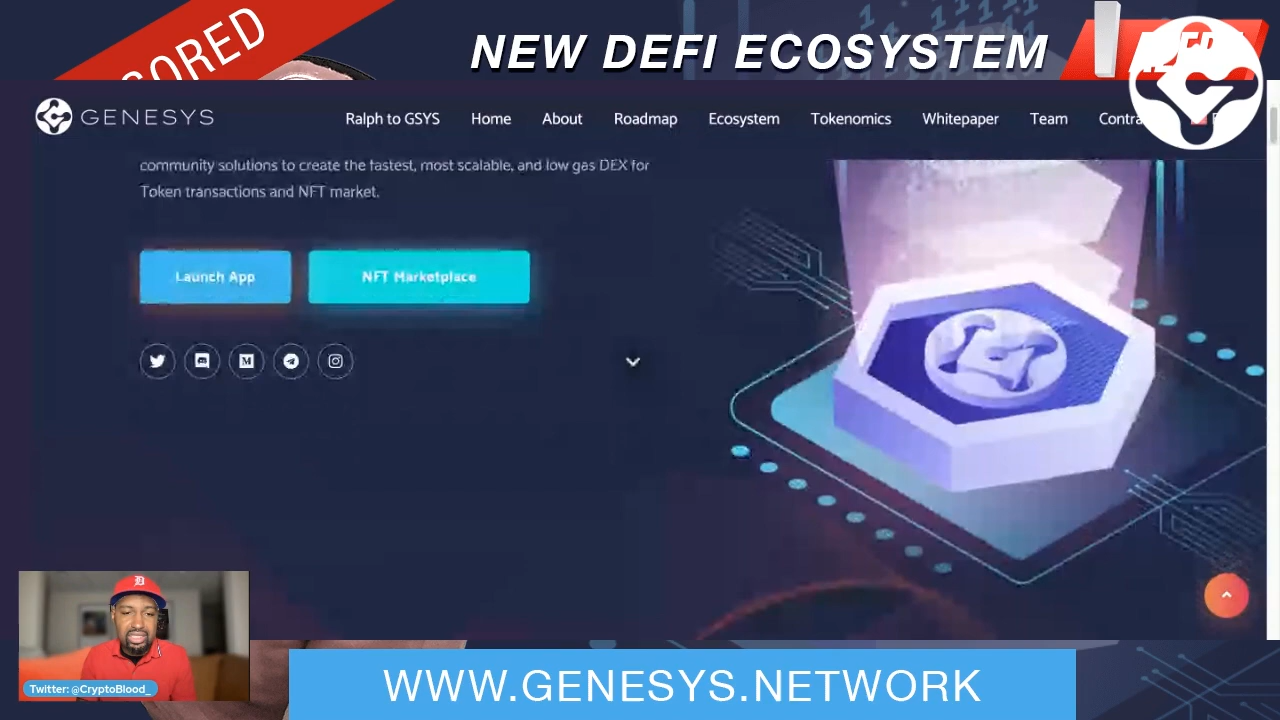 NEW DEFI ECOSYSTEM
GENESYS
Ralph to GSYS Home About Roadmap Ecosystem Tokenomics Whitepaper Team
community solutions to create the fastest, most scalable, and low gas DEX for
Token transactions and NFT market.
Launch App NFT Marketplace
Twitter: @CryptoBlood_
WWW.GENESYS.NETWORK